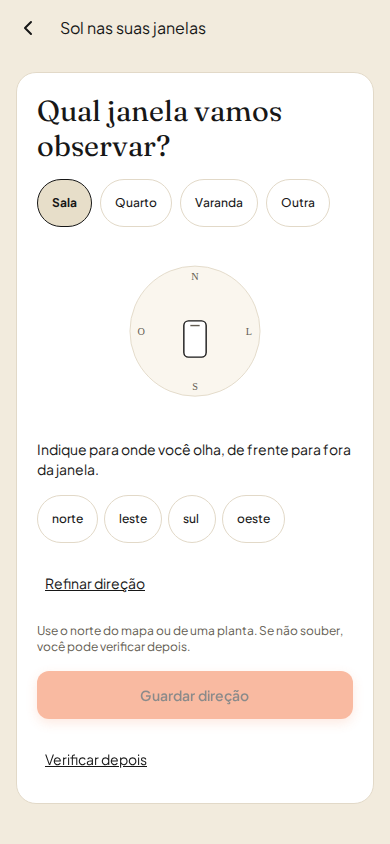 Sol nas suas janelas
Qual janela vamos
observar?
Sala
Quarto
Varanda
Outra
N
O
L
S
Indique para onde você olha, de frente para fora
da janela.
norte
leste
sul
oeste
Refinar direção
Use o norte do mapa ou de uma planta. Se não souber,
você pode verificar depois.
Guardar direção
Verificar depois